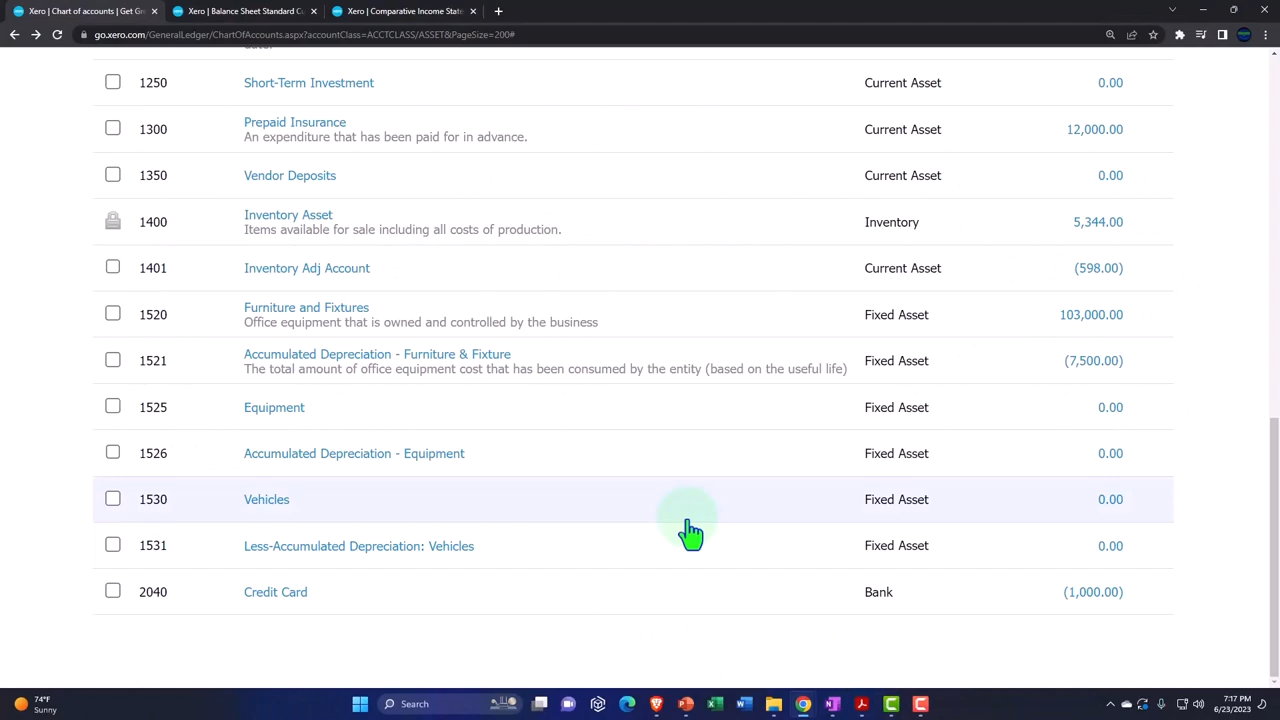 Xero | Chart of accounts | Get Gre
Xero | Balance Sheet Standard Cu
Xero | Comparative Income State
go.xero.com/GeneralLedger/ChartOfAccounts.aspx?accountClass=ACCTCLASS/ASSET&PageSize=200#
1250 Short-Term Investment Current Asset 0.00
1300 Prepaid Insurance Current Asset 12,000.00
An expenditure that has been paid for in advance.
1350 Vendor Deposits Current Asset 0.00
1400 Inventory Asset Inventory 5,344.00
Items available for sale including all costs of production.
1401 Inventory Adj Account Current Asset (598.00)
1520 Furniture and Fixtures Fixed Asset 103,000.00
Office equipment that is owned and controlled by the business
1521 Accumulated Depreciation - Furniture & Fixture Fixed Asset (7,500.00)
The total amount of office equipment cost that has been consumed by the entity (based on the useful life)
1525 Equipment Fixed Asset 0.00
1526 Accumulated Depreciation - Equipment Fixed Asset 0.00
1530 Vehicles Fixed Asset 0.00
1531 Less-Accumulated Depreciation: Vehicles Fixed Asset 0.00
2040 Credit Card Bank (1,000.00)
74°F
Sunny
Search
7:17 PM
6/23/2023